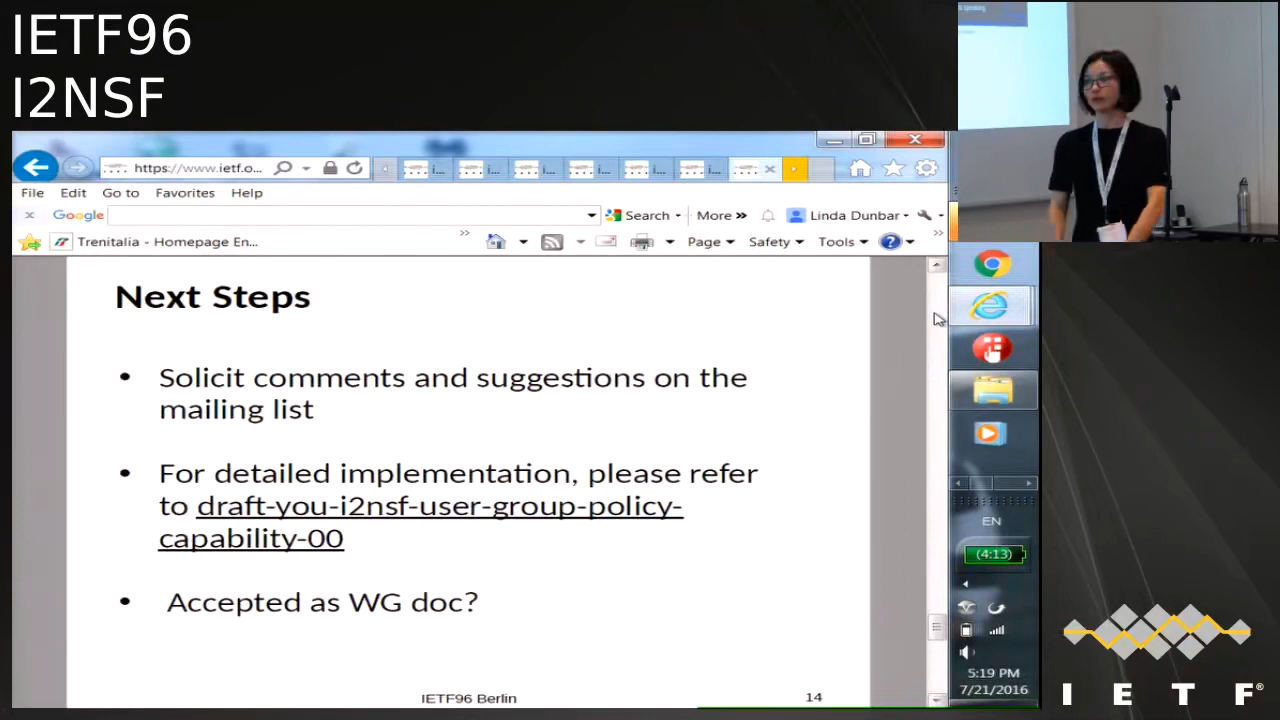 IETF96
I2NSF
https://www.ietf.o...
i...
i...
i...
i...
i...
i...
File Edit Go to Favorites Help
x Google Search More » Linda Dunbar
Trenitalia - Homepage En... Page Safety Tools
Next Steps
• Solicit comments and suggestions on the
mailing list
• For detailed implementation, please refer
to draft-you-i2nsf-user-group-policy-
capability-00
• Accepted as WG doc?
IETF96 Berlin 14
EN
(4:13)
5:19 PM
7/21/2016
I E T F®